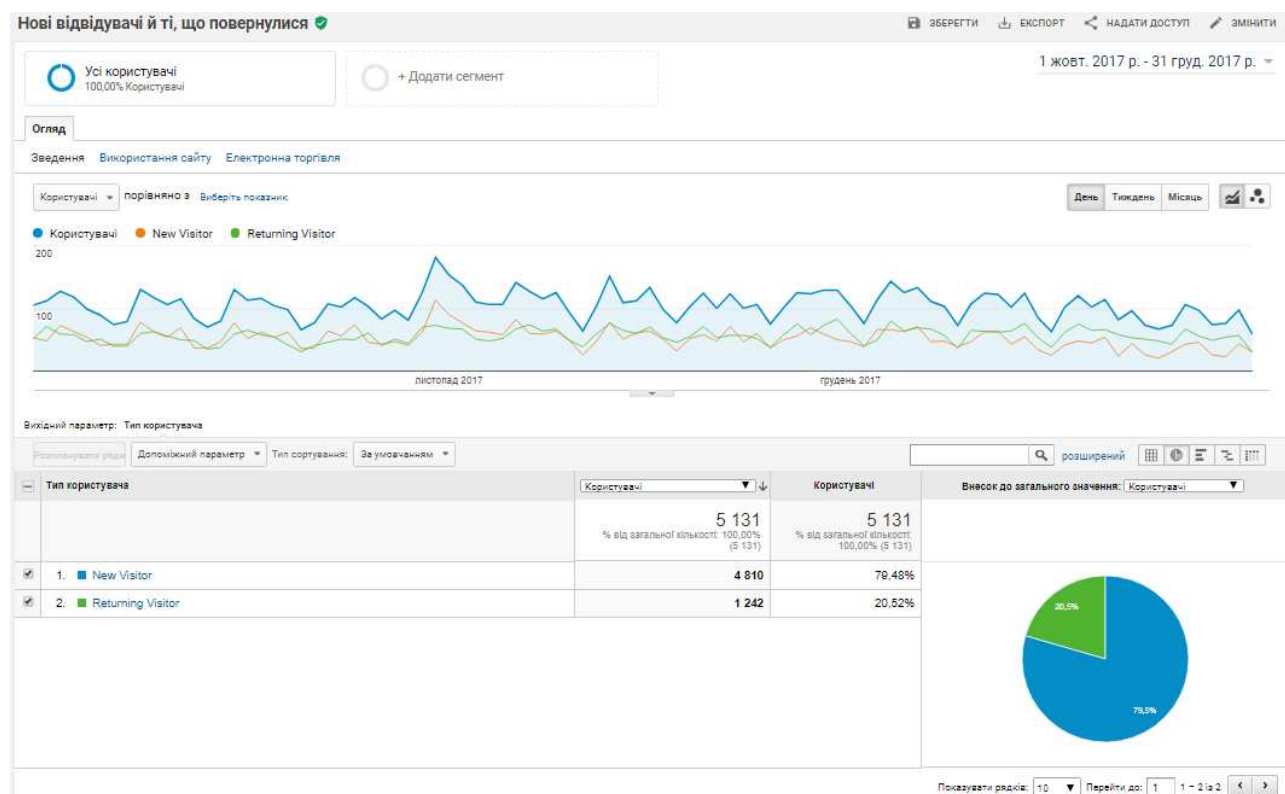 Нові відвідувачі й ті, що повернулися
ЗБЕРЕГТИ ЕКСПОРТ НАДАТИ ДОСТУП ЗМІНИТИ
Усі користувачі
100,00% Користувачі
+ Додати сегмент
1 жовт. 2017 р. - 31 груд. 2017 р.
Огляд
Зведення Використання сайту Електронна торгівля
Користувачі порівняно з Виберіть показник
День Тиждень Місяць
Користувачі New Visitor Returning Visitor
200
100
листопад 2017 грудень 2017
Вихідний параметр: Тип користувача
Розпланувати ряди Допоміжний параметр Тип сортування: За умовчанням
розширений
Тип користувача Користувачі Користувачі Внесок до загального значення: Користувачі
5 131 5 131
% від загальної кількості: 100,00% % від загальної кількості:
(5 131) 100,00% (5 131)
1. New Visitor 4 810 79,48%
2. Returning Visitor 1 242 20,52%
20,5%
79,5%
Показувати рядків: 10 Перейти до: 1 1 – 2 із 2